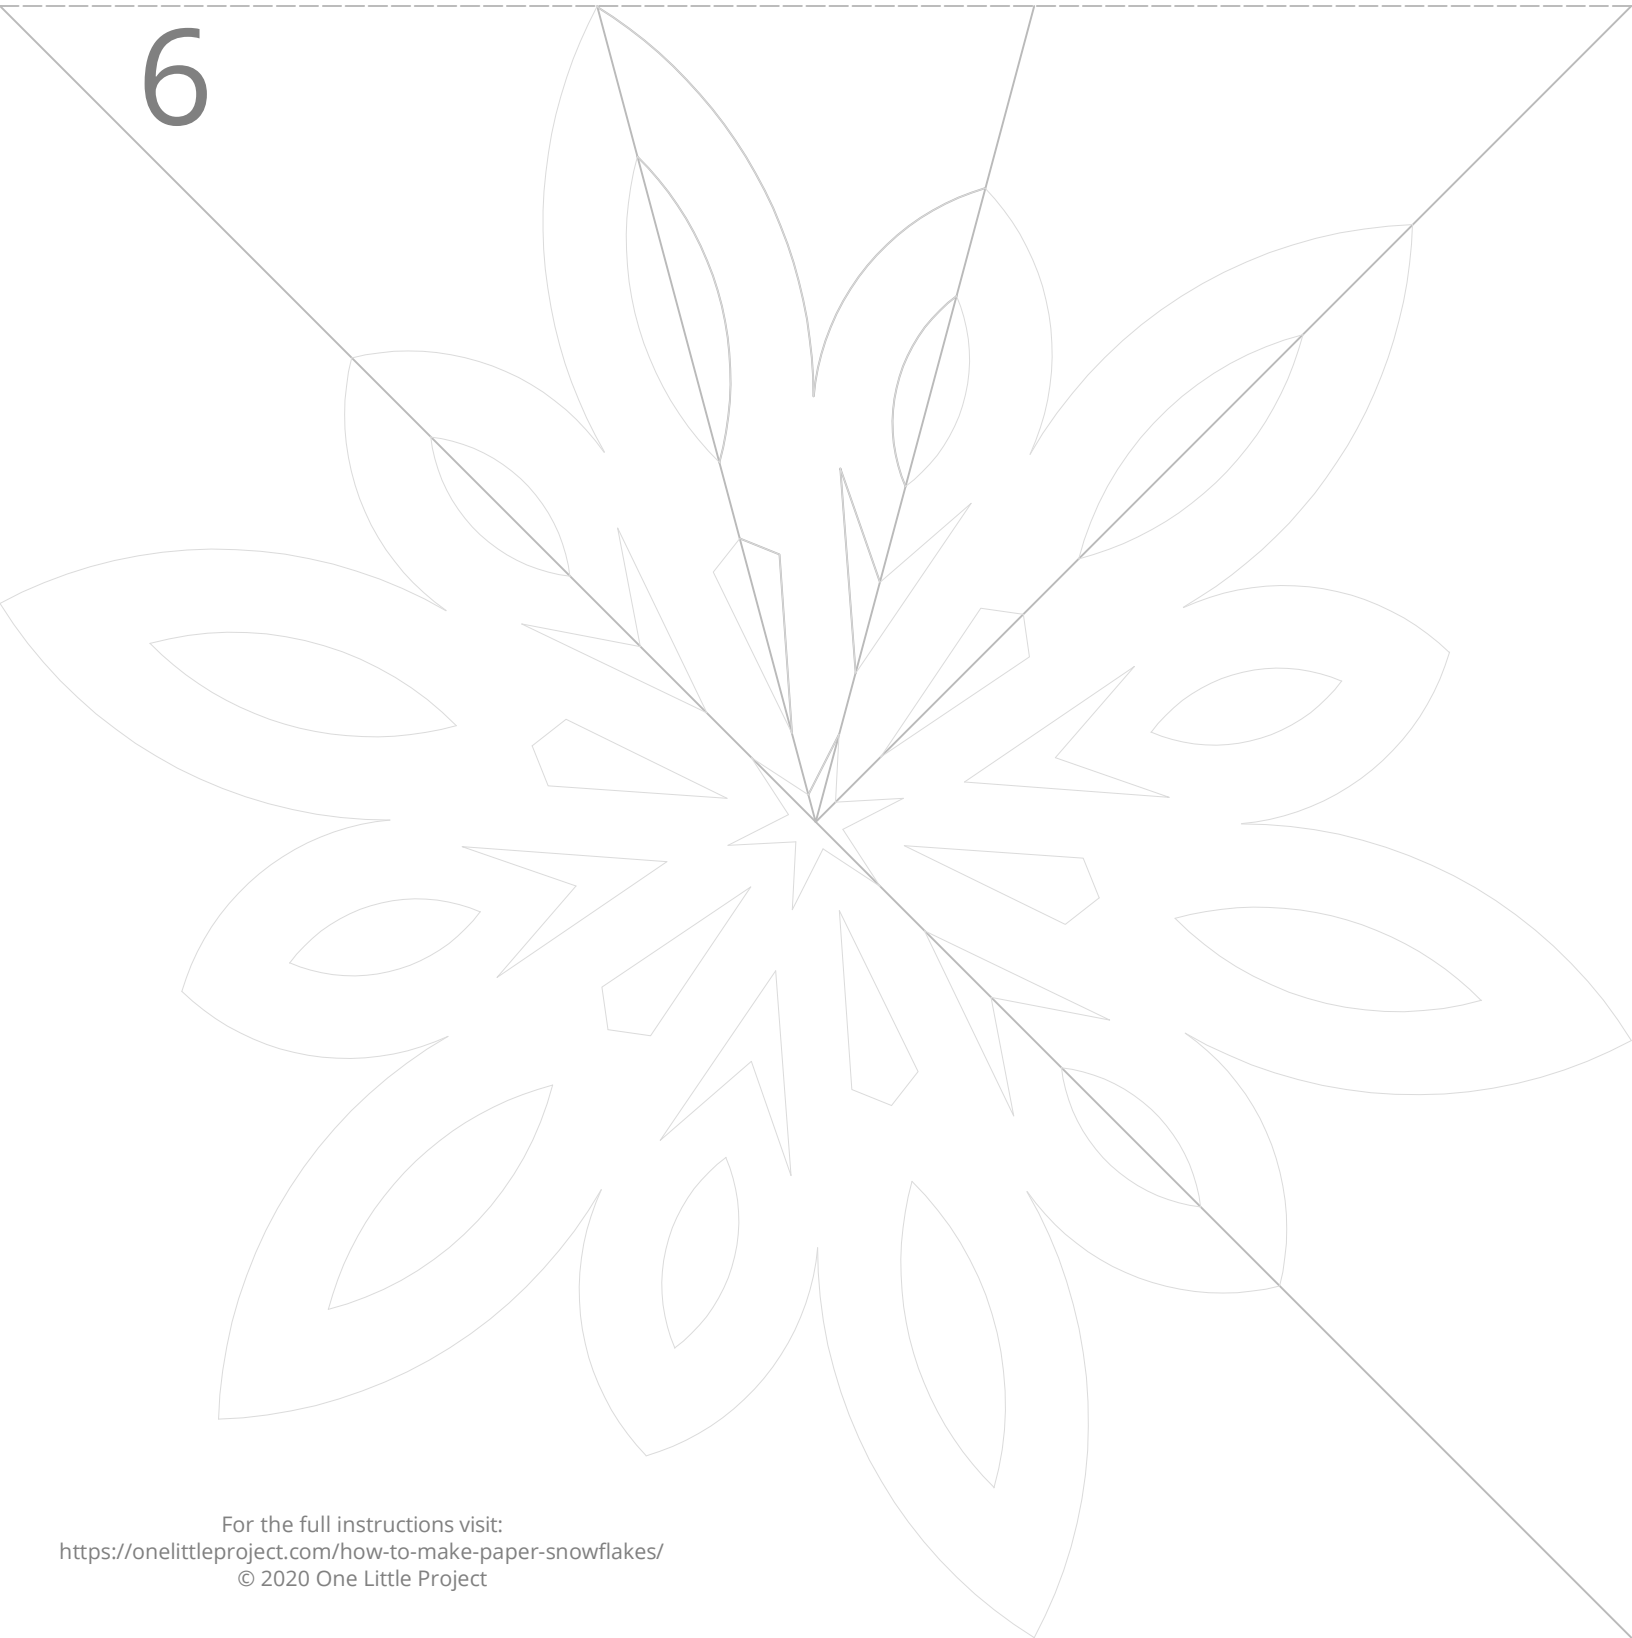 6
For the full instructions visit:
https://onelittleproject.com/how-to-make-paper-snowflakes/
© 2020 One Little Project